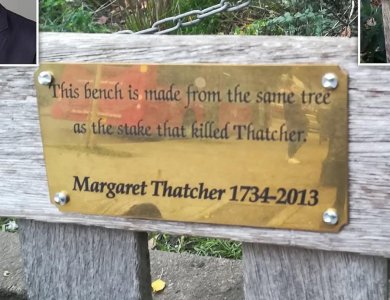 This bench is made from the same tree
as the stake that killed Thatcher.
Margaret Thatcher 1734-2013